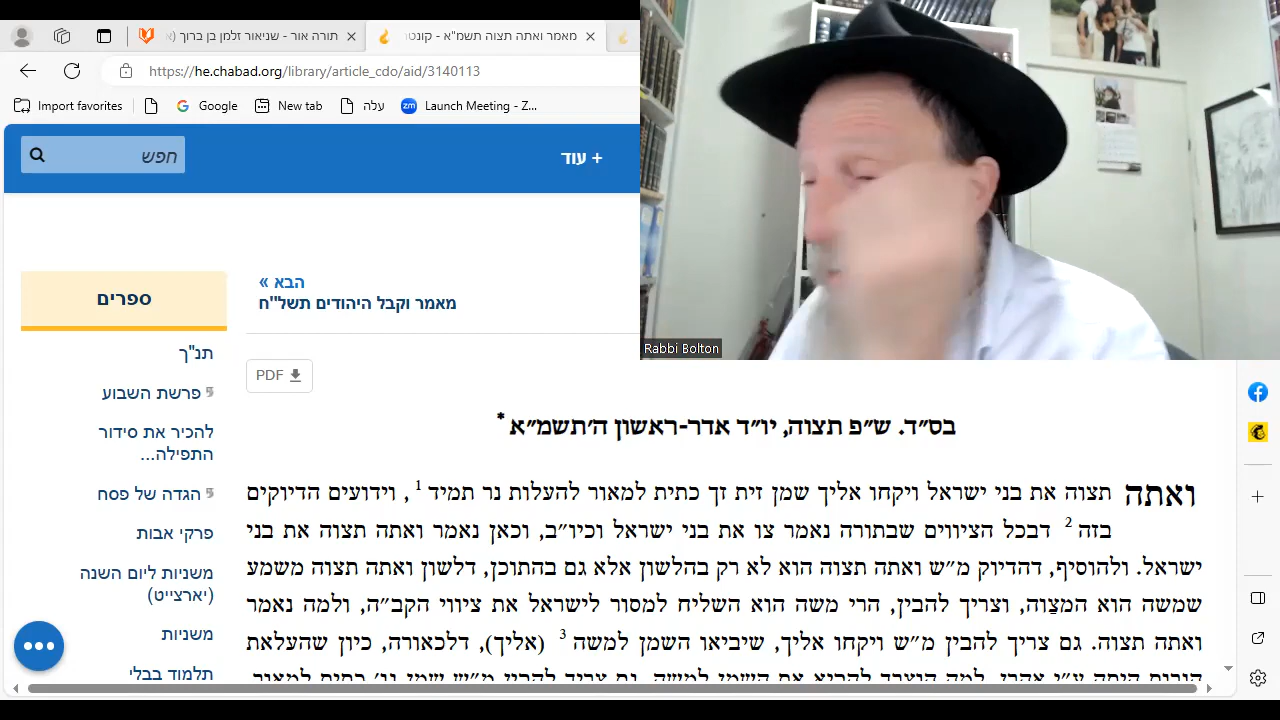 תורה אור - שניאור זלמן בן ברוך (א
מאמר ואתה תצוה תשמ"א - קונטר
https://he.chabad.org/library/article_cdo/aid/3140113
Import favorites
Google
New tab
עלה
zm
Launch Meeting - Z...
חפש
+ עוד
הבא »
מאמר וקבל היהודים תשל"ח
ספרים
PDF
תנ"ך
פרשת השבוע
להכיר את סידור
התפילה...
הגדה של פסח
פרקי אבות
משניות ליום השנה
(יארצייט)
משניות
תלמוד בבלי
Rabbi Bolton
בס״ד. ש״פ תצוה, יו״ד אדר-ראשון ה׳תשמ״א *
ואתה תצוה את בני ישראל ויקחו אליך שמן זית זך כתית למאור להעלות נר תמיד 1, וידועים הדיוקים
בזה 2 דבכל הציווים שבתורה נאמר צו את בני ישראל וכיו״ב, וכאן נאמר ואתה תצוה את בני
ישראל. ולהוסיף, דהדיוק מ״ש ואתה תצוה הוא לא רק בהלשון אלא גם בהתוכן, דלשון ואתה תצוה משמע
שמשה הוא המצַוה, וצריך להבין, הרי משה הוא השליח למסור לישראל את ציווי הקב״ה, ולמה נאמר
ואתה תצוה. גם צריך להבין מ״ש ויקחו אליך, שיביאו השמן למשה 3 (אליך), דלכאורה, כיון שהעלאת